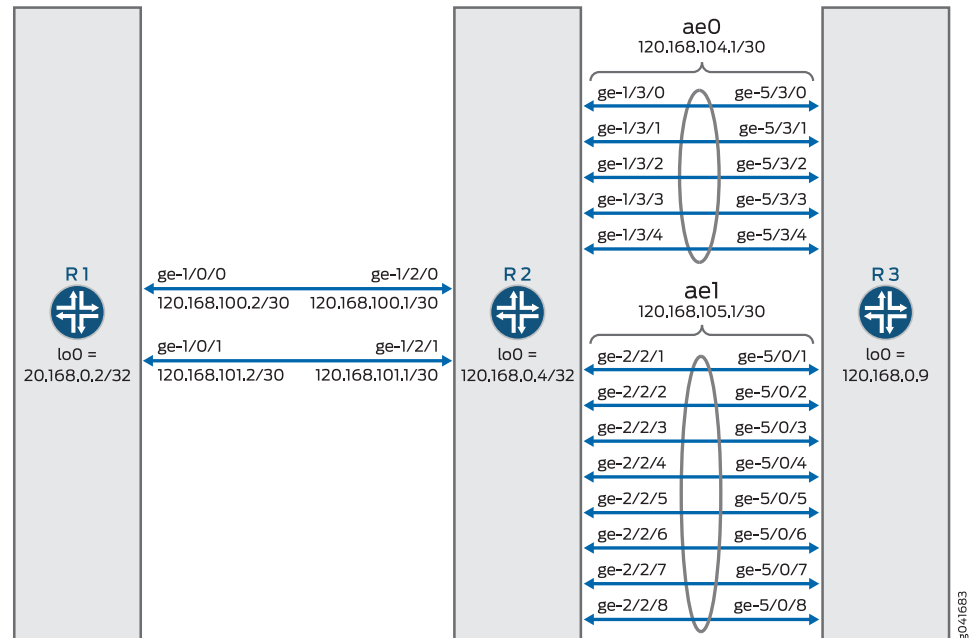 ae0
120.168.104.1/30
ge-1/3/0 ge-5/3/0
ge-1/3/1 ge-5/3/1
ge-1/3/2 ge-5/3/2
ge-1/3/3 ge-5/3/3
ge-1/3/4 ge-5/3/4
R1
lo0 =
20.168.0.2/32
ge-1/0/0 ge-1/2/0
120.168.100.2/30 120.168.100.1/30
ge-1/0/1 ge-1/2/1
120.168.101.2/30 120.168.101.1/30
R2
lo0 =
120.168.0.4/32
ae1
120.168.105.1/30
ge-2/2/1 ge-5/0/1
ge-2/2/2 ge-5/0/2
ge-2/2/3 ge-5/0/3
ge-2/2/4 ge-5/0/4
ge-2/2/5 ge-5/0/5
ge-2/2/6 ge-5/0/6
ge-2/2/7 ge-5/0/7
ge-2/2/8 ge-5/0/8
R3
lo0 =
120.168.0.9
g041683